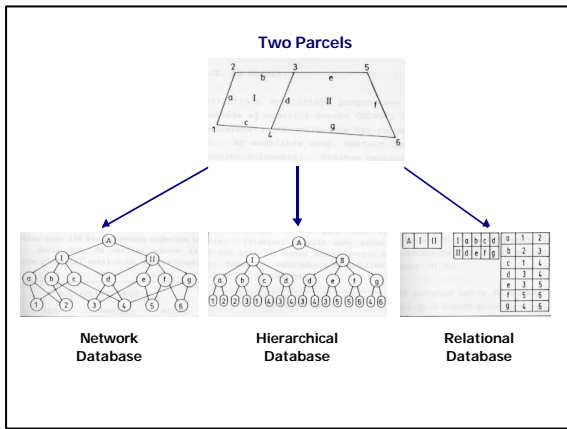 Two Parcels
2 3 5
b e
a I d II f
1 c 4 g 6
A
I II
a b c d e f g
1 2 3 4 5 6
Network
Database
A
I II
a b c d d e f g
1 2 2 3 1 4 3 4 3 4 3 5 5 6 4 6
Hierarchical
Database
A I II
I a b c d
II d e f g
a 1 2
b 2 3
c 1 4
d 3 4
e 3 5
f 5 6
g 4 6
Relational
Database